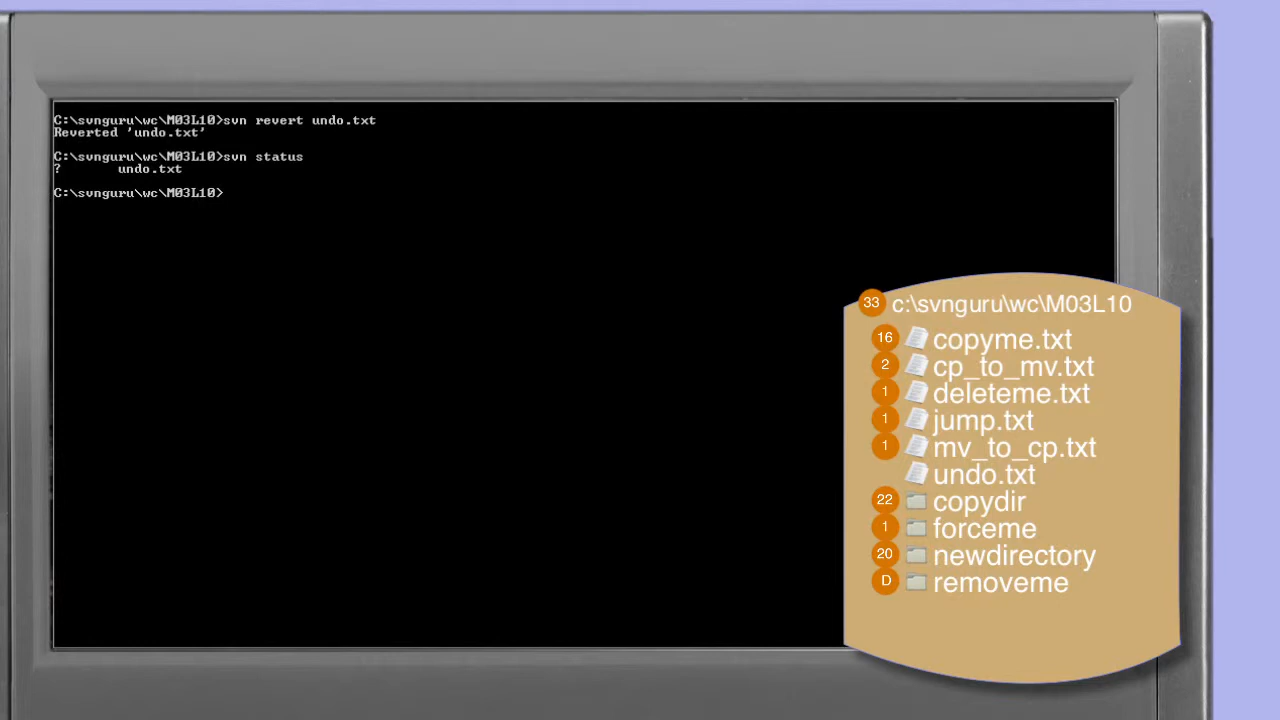 C:\svnguru\wc\M03L10>svn revert undo.txt
Reverted 'undo.txt'
C:\svnguru\wc\M03L10>svn status
?       undo.txt
C:\svnguru\wc\M03L10>
33 c:\svnguru\wc\M03L10
16 copyme.txt
2 cp_to_mv.txt
1 deleteme.txt
1 jump.txt
1 mv_to_cp.txt
undo.txt
22 copydir
1 forceme
20 newdirectory
D removeme